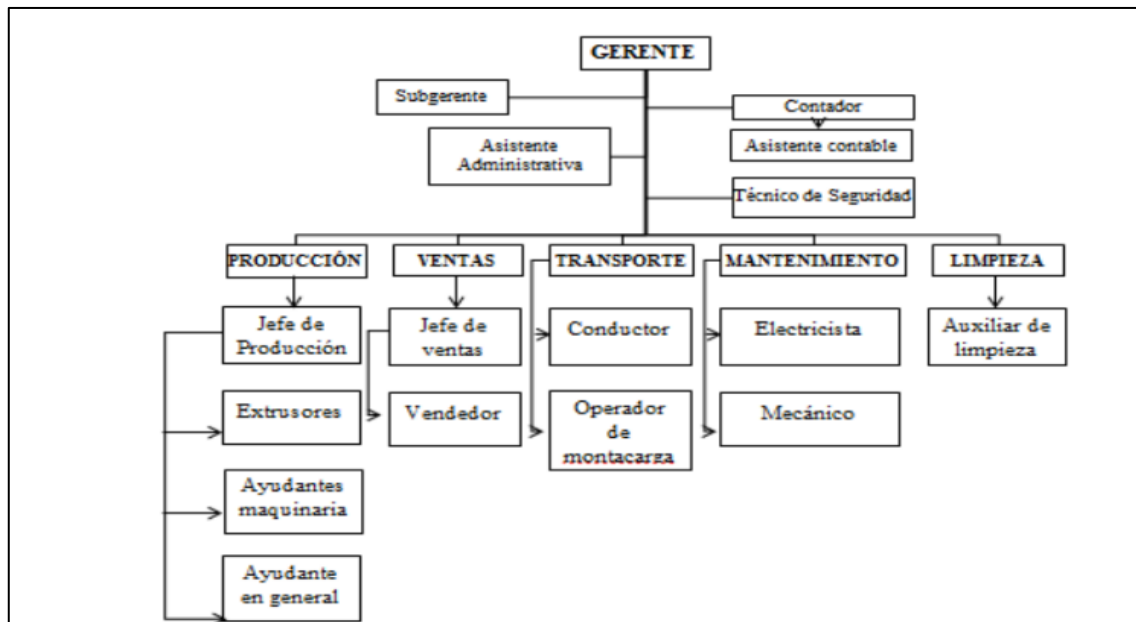 GERENTE
Subgerente
Contador
Asistente
Administrativa
Asistente contable
Técnico de Seguridad
PRODUCCIÓN
VENTAS
TRANSPORTE
MANTENIMIENTO
LIMPIEZA
Jefe de
Producción
Jefe de
ventas
Conductor
Electricista
Auxiliar de
limpieza
Extrusores
Vendedor
Operador
de
montacarga
Mecánico
Ayudantes
maquinaria
Ayudante
en general